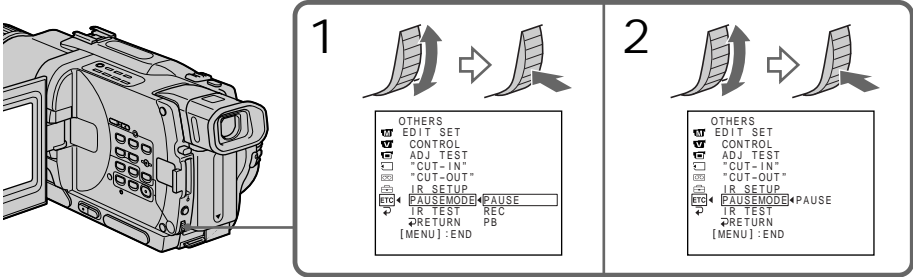 1
OTHERS
EDIT SET
CONTROL
ADJ TEST
"CUT-IN"
"CUT-OUT"
IR SETUP
ETC PAUSEMODE PAUSE
IR TEST REC
RETURN PB
[MENU] :END
2
OTHERS
EDIT SET
CONTROL
ADJ TEST
"CUT-IN"
"CUT-OUT"
IR SETUP
ETC PAUSEMODE PAUSE
IR TEST
RETURN
[MENU] :END